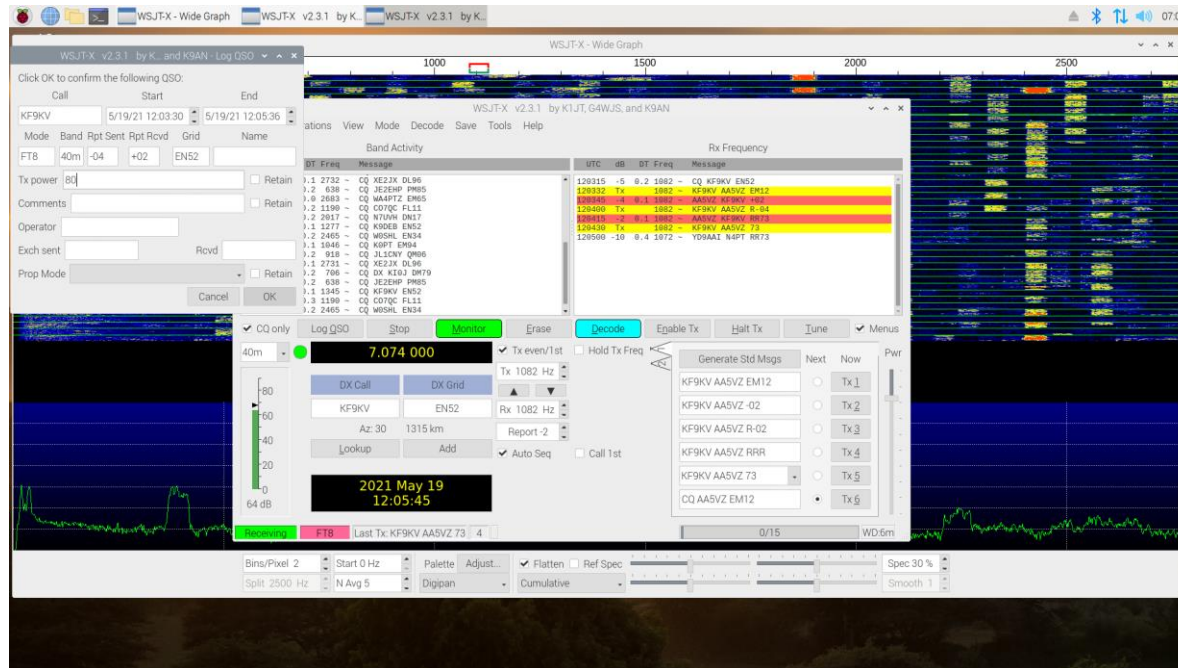 WSJT-X - Wide Graph WSJT-X v2.3.1 by K... WSJT-X v2.3.1 by K...
WSJT-X - Wide Graph
WSJT-X v2.3.1 by K... and K9AN - Log QSO
Click OK to confirm the following QSO:
Call Start End
KF9KV 5/19/21 12:03:30 5/19/21 12:05:36
Mode Band Rpt Sent Rpt Rcvd Grid Name
FT8 40m -04 +02 EN52
Tx power 80 Retain
Comments Retain
Operator
Exch sent Rcvd
Prop Mode Retain
Cancel OK
1000 1500 2000 2500
WSJT-X v2.3.1 by K1JT, G4WJS, and K9AN
View Mode Decode Save Tools Help
Band Activity
DT Freq Message
2732 ~ CQ XE2JX DL96
638 ~ CQ JE2EHP PM85
2683 ~ CQ WA4PTZ EM65
1190 ~ CQ CO7QC FL11
2017 ~ CQ N7UVH DN17
1277 ~ CQ K9DEB EN52
2465 ~ CQ W0SHL EN34
1046 ~ CQ K0PT EM94
918 ~ CQ JL1CNY QM06
2731 ~ CQ XE2JX DL96
706 ~ CQ DX KI0J DM79
638 ~ CQ JE2EHP PM85
1345 ~ CQ KF9KV EN52
1190 ~ CQ CO7QC FL11
2465 ~ CQ W0SHL EN34
Rx Frequency
UTC dB DT Freq Message
120315 -5 0.2 1082 ~ CQ KF9KV EN52
120332 Tx 1082 ~ KF9KV AA5VZ EM12
120345 -4 0.1 1082 ~ AA5VZ KF9KV +02
120400 Tx 1082 ~ KF9KV AA5VZ R-04
120415 -2 0.1 1082 ~ AA5VZ KF9KV RR73
120430 Tx 1082 ~ KF9KV AA5VZ 73
120500 -10 0.4 1072 ~ YD9AAI N4PT RR73
CQ only Log QSO Stop Monitor Erase Decode Enable Tx Halt Tx Tune Menus
40m 7.074 000 Tx even/1st Hold Tx Freq
Tx 1082 Hz
DX Call DX Grid
KF9KV EN52 Rx 1082 Hz
Az: 30 1315 km Report -2
Lookup Add Auto Seq Call 1st
2021 May 19
12:05:45
-80
-60
-40
-20
-0
64 dB
Generate Std Msgs Next Now Pwr
KF9KV AA5VZ EM12 Tx 1
KF9KV AA5VZ -02 Tx 2
KF9KV AA5VZ R-02 Tx 3
KF9KV AA5VZ RRR Tx 4
KF9KV AA5VZ 73 Tx 5
CQ AA5VZ EM12 Tx 6
Receiving FT8 Last Tx: KF9KV AA5VZ 73 4 0/15 WD:6m
Bins/Pixel 2 Start 0 Hz Palette Adjust... Flatten Ref Spec Spec 30 %
Split 2500 Hz N Avg 5 Digipan Cumulative Smooth 1